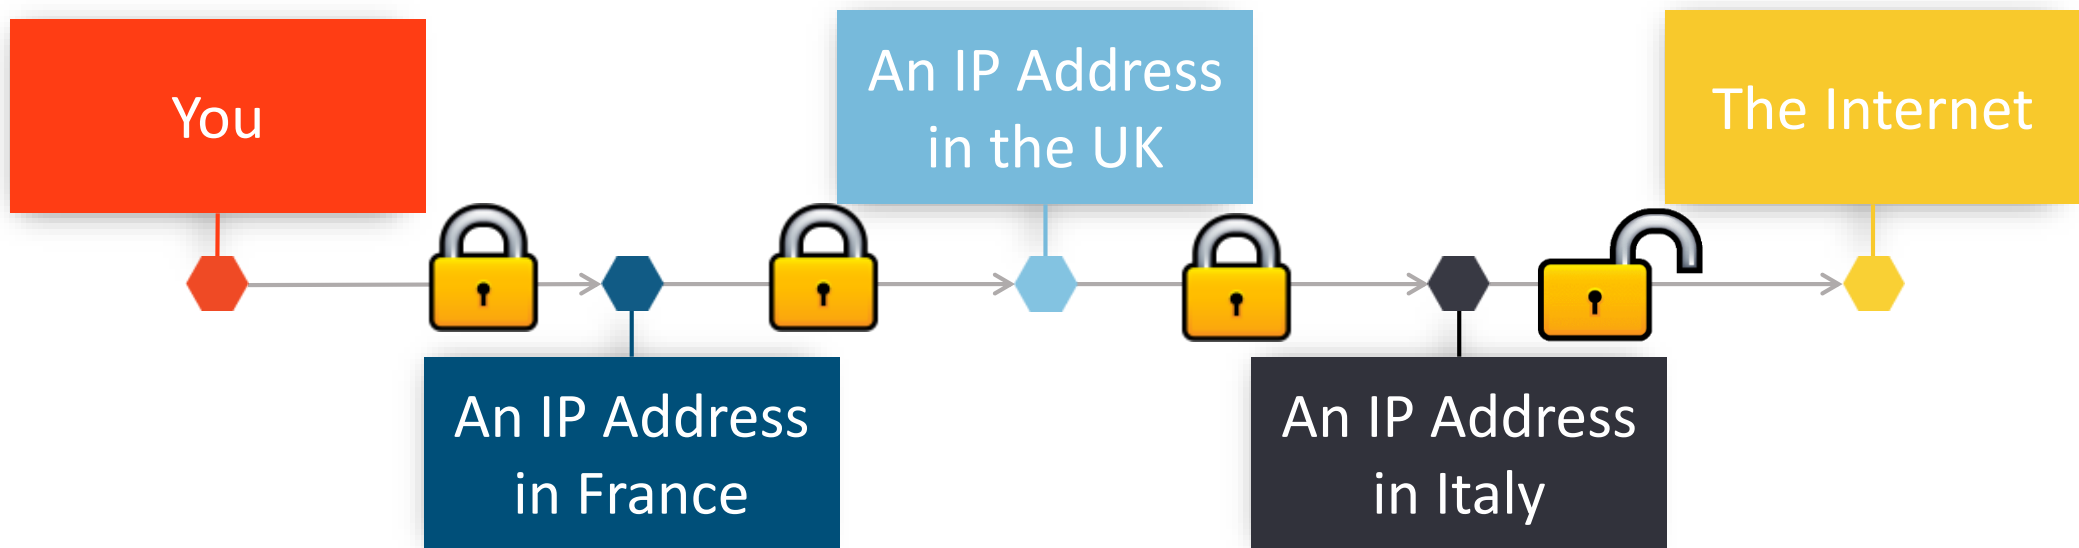 You
An IP Address
in France
An IP Address
in the UK
An IP Address
in Italy
The Internet